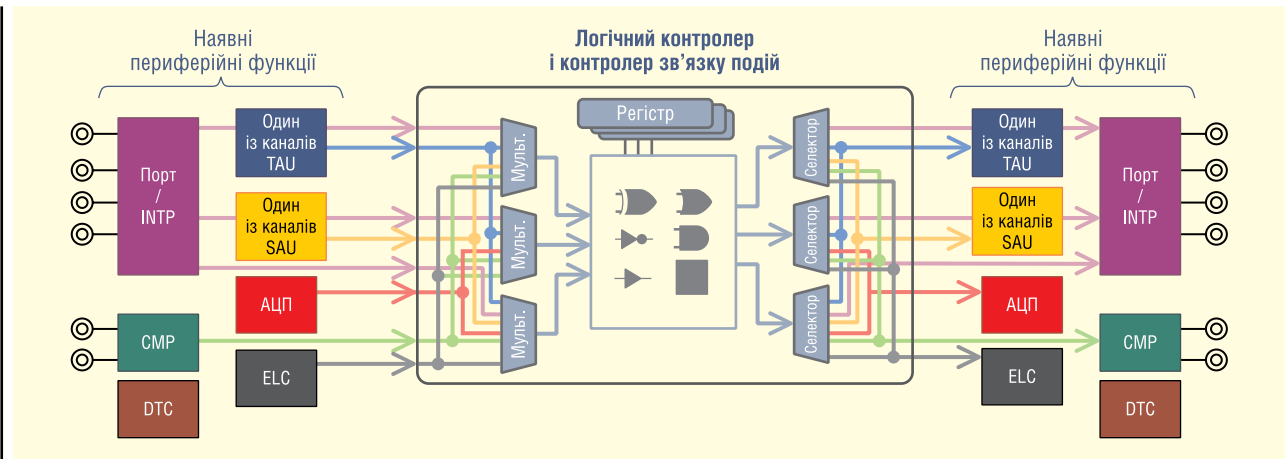 Наявні
периферійні функції
Логічний контролер
і контролер зв’язку подій
Наявні
периферійні функції
Порт
/
INTP
Один
із каналів
TAU
Один
із каналів
SAU
АЦП
CMP
ELC
DTC
Мульт.
Мульт.
Мульт.
Регістр
Селектор
Селектор
Селектор
Один
із каналів
TAU
Один
із каналів
SAU
АЦП
ELC
Порт
/
INTP
CMP
DTC